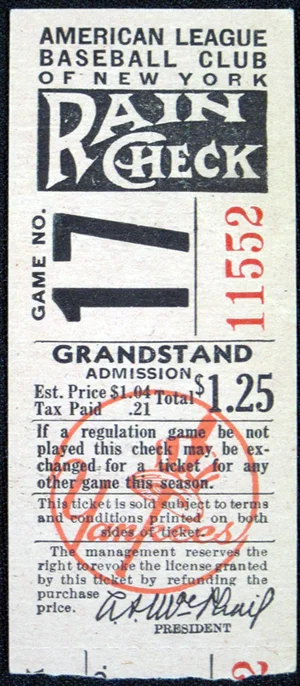 AMERICAN LEAGUE
BASEBALL CLUB
OF NEW YORK
RAIN
CHECK
GAME NO.
17
11552
GRANDSTAND
ADMISSION
Est. Price $1.04 Total $1.25
Tax Paid .21
If a regulation game be not
played this check may be ex-
changed for a ticket for any
other game this season.
This ticket is sold subject to terms
and conditions printed on both
sides of ticket.
Yankees
The management reserves the
right to revoke the license granted
by this ticket by refunding the
purchase
price.
PRESIDENT